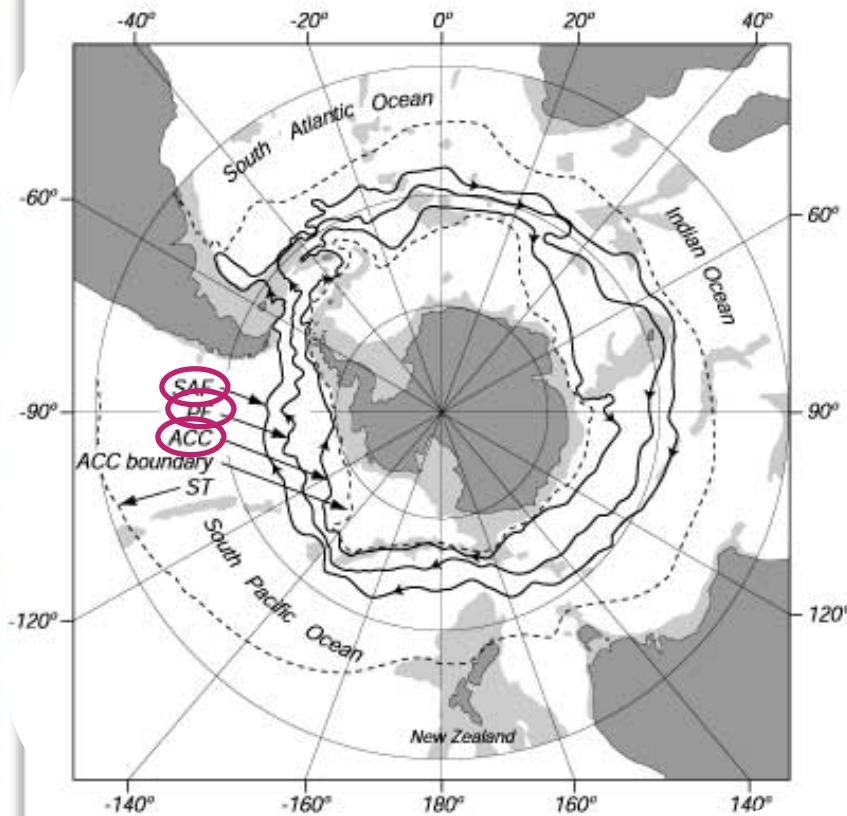 -40° -20° 0° 20° 40°
South Atlantic Ocean
-60° 60°
Indian Ocean
SAF
-90° PF 90°
ACC
ACC boundary
ST
South Pacific Ocean
-120° 120°
New Zealand
-140° -160° 180° 160° 140°